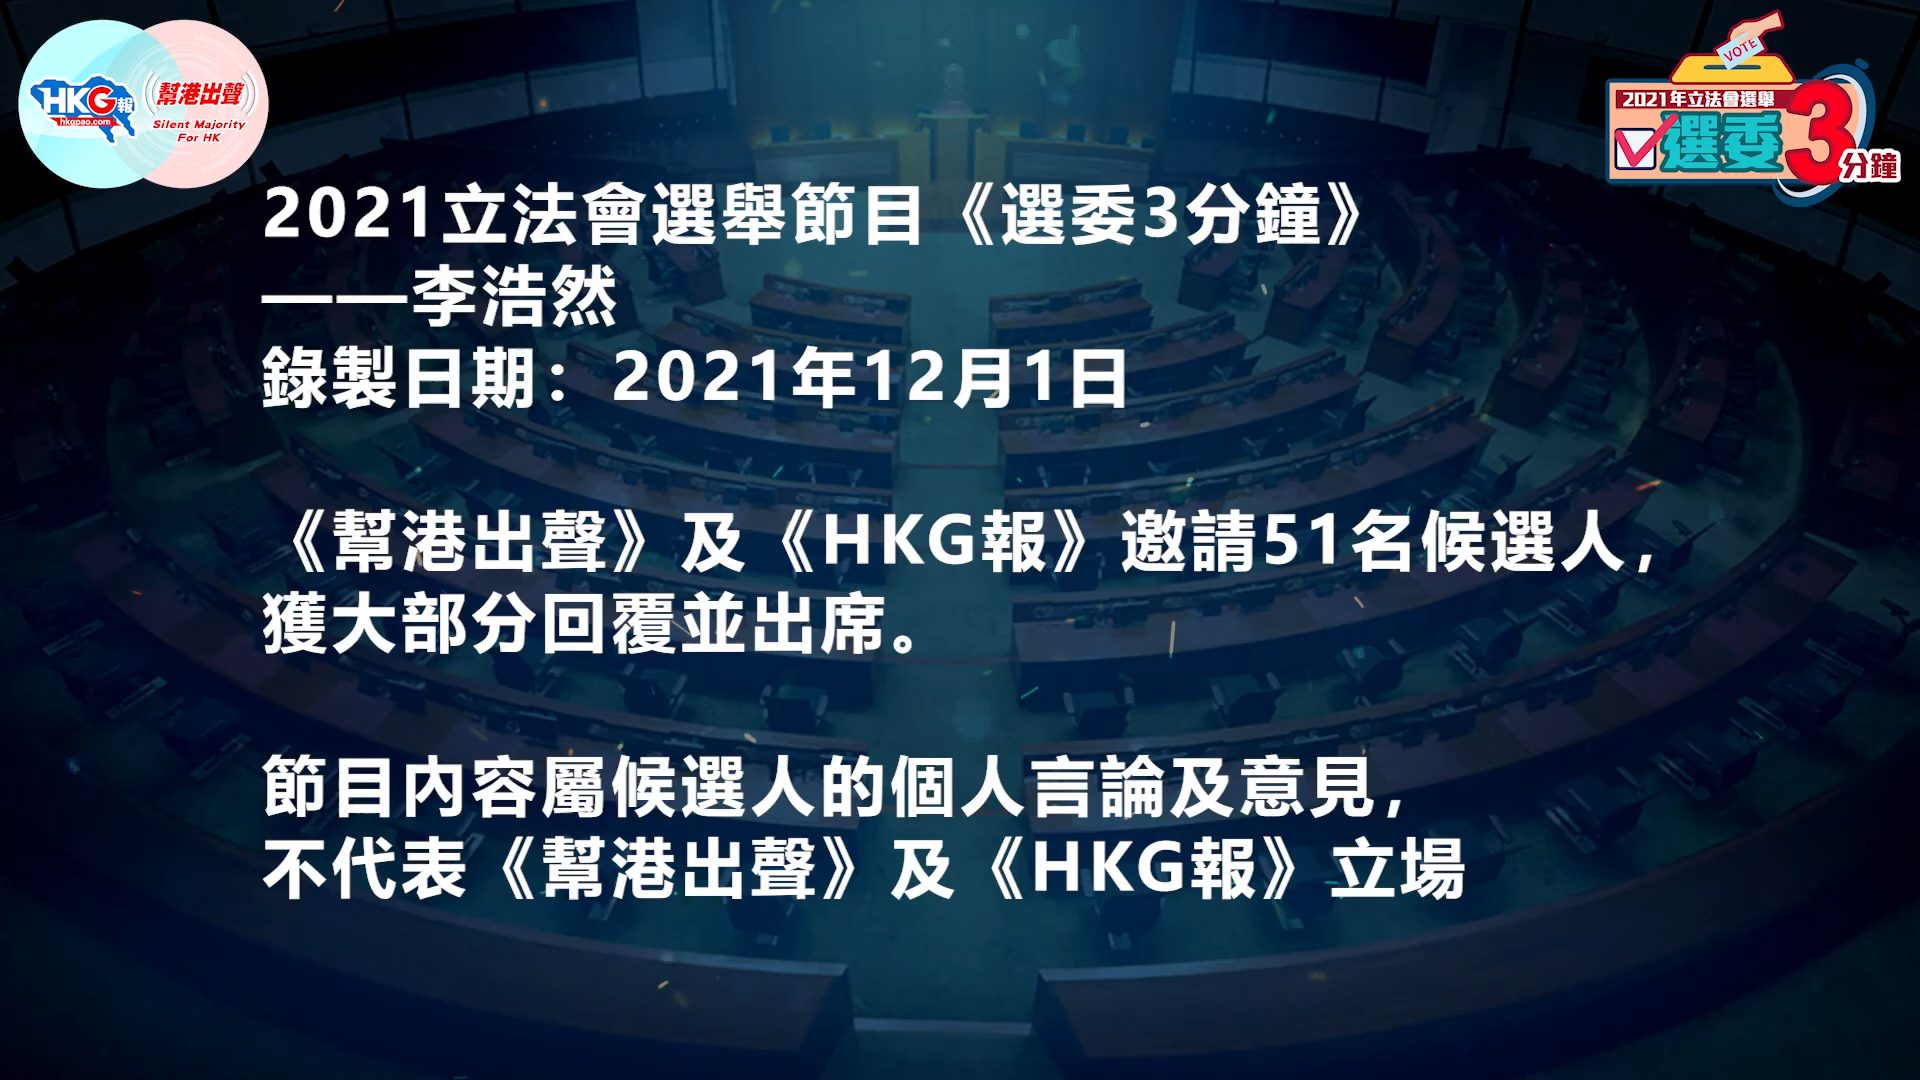 HKG報
hkgpao.com
幫港出聲
Silent Majority
For HK
VOTE
2021年立法會選舉
選委3分鐘
2021立法會選舉節目《選委3分鐘》
——李浩然
錄製日期：2021年12月1日
《幫港出聲》及《HKG報》邀請51名候選人，
獲大部分回覆並出席。
節目內容屬候選人的個人言論及意見，
不代表《幫港出聲》及《HKG報》立場